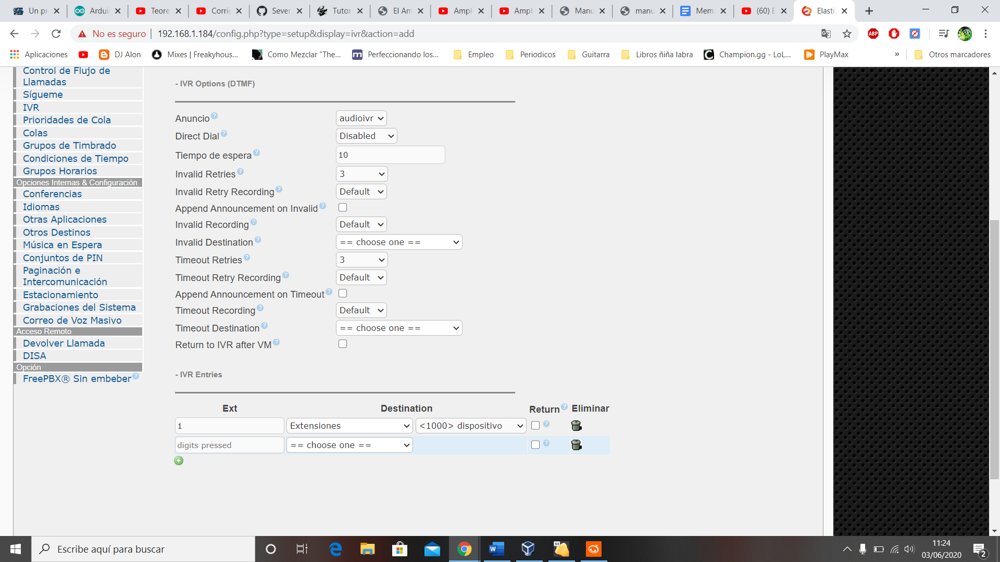 Un pr
Ardui
Teore
Corrie
Sever
Tutor
El Am
Ampl
Ampl
Manu
manu
Mem
(60) E
Elasti
No es seguro
192.168.1.184/config.php?type=setup&display=ivr&action=add
ABP
Aplicaciones
DJ Alon
Mixes | Freakyhous...
Como Mezclar "The...
Perfeccionando los...
Empleo
Periodicos
Guitarra
Libros ñiña labra
Champion.gg - LoL...
PlayMax
»
Otros marcadores
Control de Flujo de
Llamadas
Sígueme
IVR
Prioridades de Cola
Colas
Grupos de Timbrado
Condiciones de Tiempo
Grupos Horarios
Opciones Internas & Configuración
Conferencias
Idiomas
Otras Aplicaciones
Otros Destinos
Música en Espera
Conjuntos de PIN
Paginación e
Intercomunicación
Estacionamiento
Grabaciones del Sistema
Correo de Voz Masivo
Acceso Remoto
Devolver Llamada
DISA
Opción
FreePBX® Sin embeber ?
- IVR Options (DTMF)
Anuncio ? audioivr
Direct Dial ? Disabled
Tiempo de espera ? 10
Invalid Retries ? 3
Invalid Retry Recording ? Default
Append Announcement on Invalid ?
Invalid Recording ? Default
Invalid Destination ? == choose one ==
Timeout Retries ? 3
Timeout Retry Recording ? Default
Append Announcement on Timeout ?
Timeout Recording ? Default
Timeout Destination ? == choose one ==
Return to IVR after VM ?
- IVR Entries
Ext Destination Return ? Eliminar
1 Extensiones <1000> dispositivo ?
digits pressed == choose one == ?
Escribe aquí para buscar
W
64
11:24
03/06/2020
2